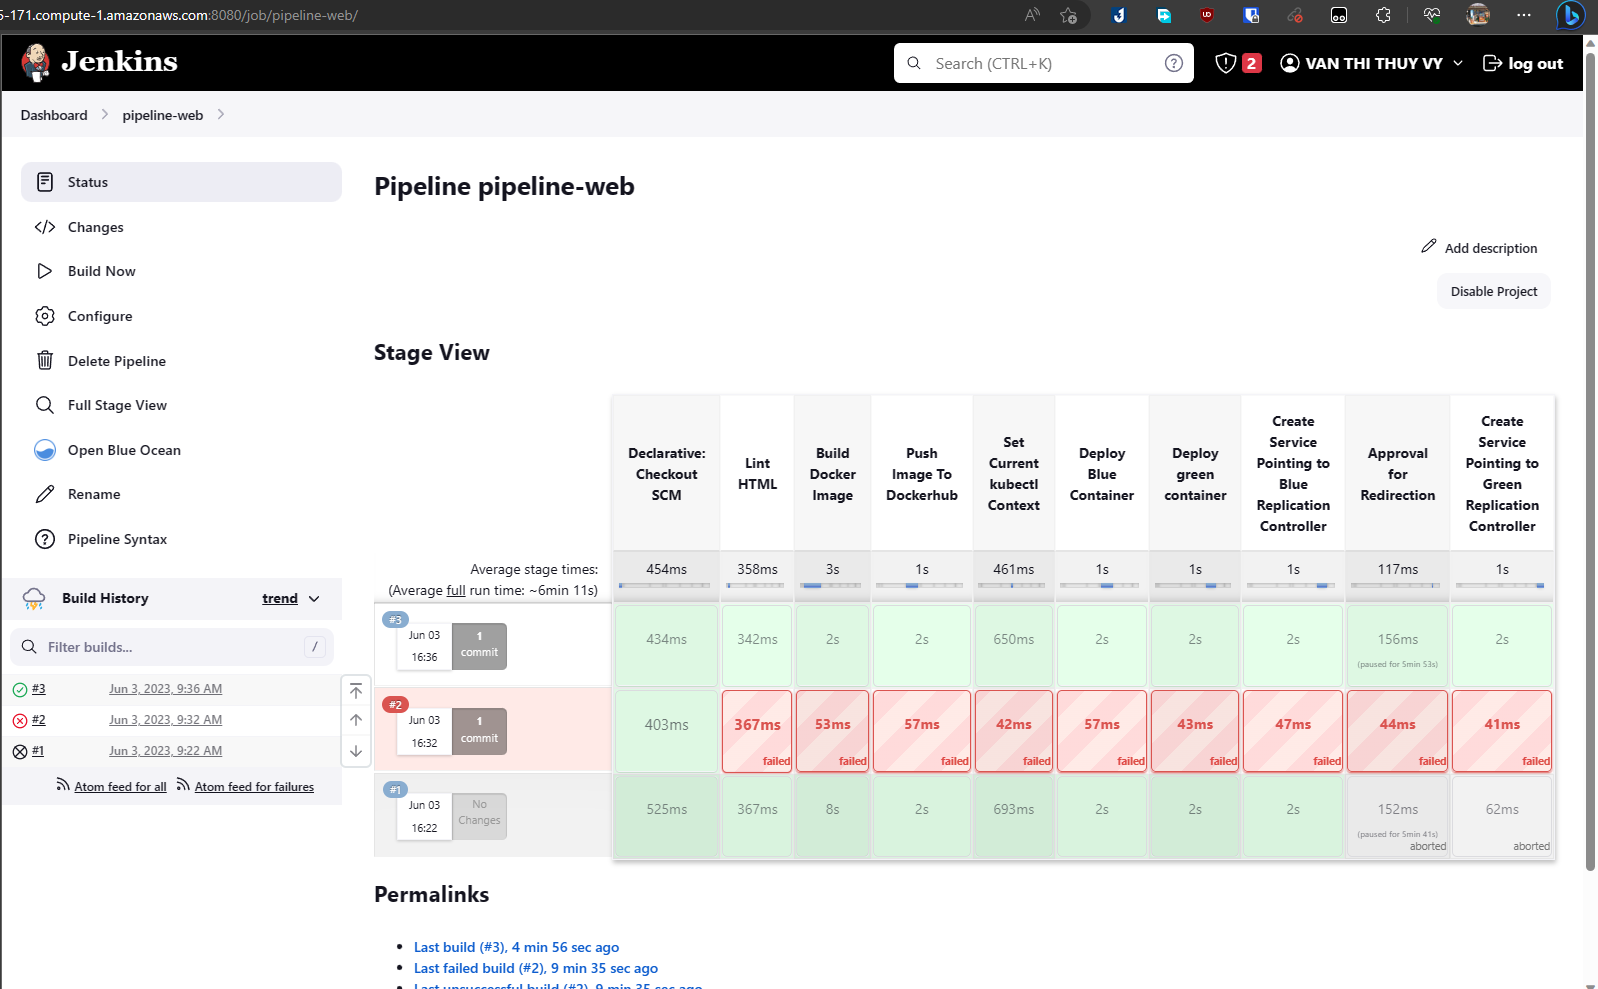 5-171.compute-1.amazonaws.com:8080/job/pipeline-web/
Jenkins
Search (CTRL+K)
2
VAN THI THUY VY
log out
Dashboard
pipeline-web
Status
Changes
Build Now
Configure
Delete Pipeline
Full Stage View
Open Blue Ocean
Rename
Pipeline Syntax
Build History
trend
Filter builds...
/
#3 Jun 3, 2023, 9:36 AM
#2 Jun 3, 2023, 9:32 AM
#1 Jun 3, 2023, 9:22 AM
Atom feed for all
Atom feed for failures
Pipeline pipeline-web
Add description
Disable Project
Stage View
Declarative:
Checkout
SCM
Lint
HTML
Build
Docker
Image
Push
Image To
Dockerhub
Set
Current
kubectl
Context
Deploy
Blue
Container
Deploy
green
container
Create
Service
Pointing to
Blue
Replication
Controller
Approval
for
Redirection
Create
Service
Pointing to
Green
Replication
Controller
Average stage times:
(Average full run time: ~6min 11s)
454ms 358ms 3s 1s 461ms 1s 1s 1s 117ms 1s
#3
Jun 03
16:36
1
commit
434ms 342ms 2s 2s 650ms 2s 2s 2s 156ms 2s
(paused for 5min 53s)
#2
Jun 03
16:32
1
commit
403ms 367ms 53ms 57ms 42ms 57ms 43ms 47ms 44ms 41ms
failed failed failed failed failed failed failed failed failed
#1
Jun 03
16:22
No
Changes
525ms 367ms 8s 2s 693ms 2s 2s 2s 152ms 62ms
(paused for 5min 41s)
aborted aborted
Permalinks
Last build (#3), 4 min 56 sec ago
Last failed build (#2), 9 min 35 sec ago
Last unsuccessful build (#2), 9 min 35 sec ago